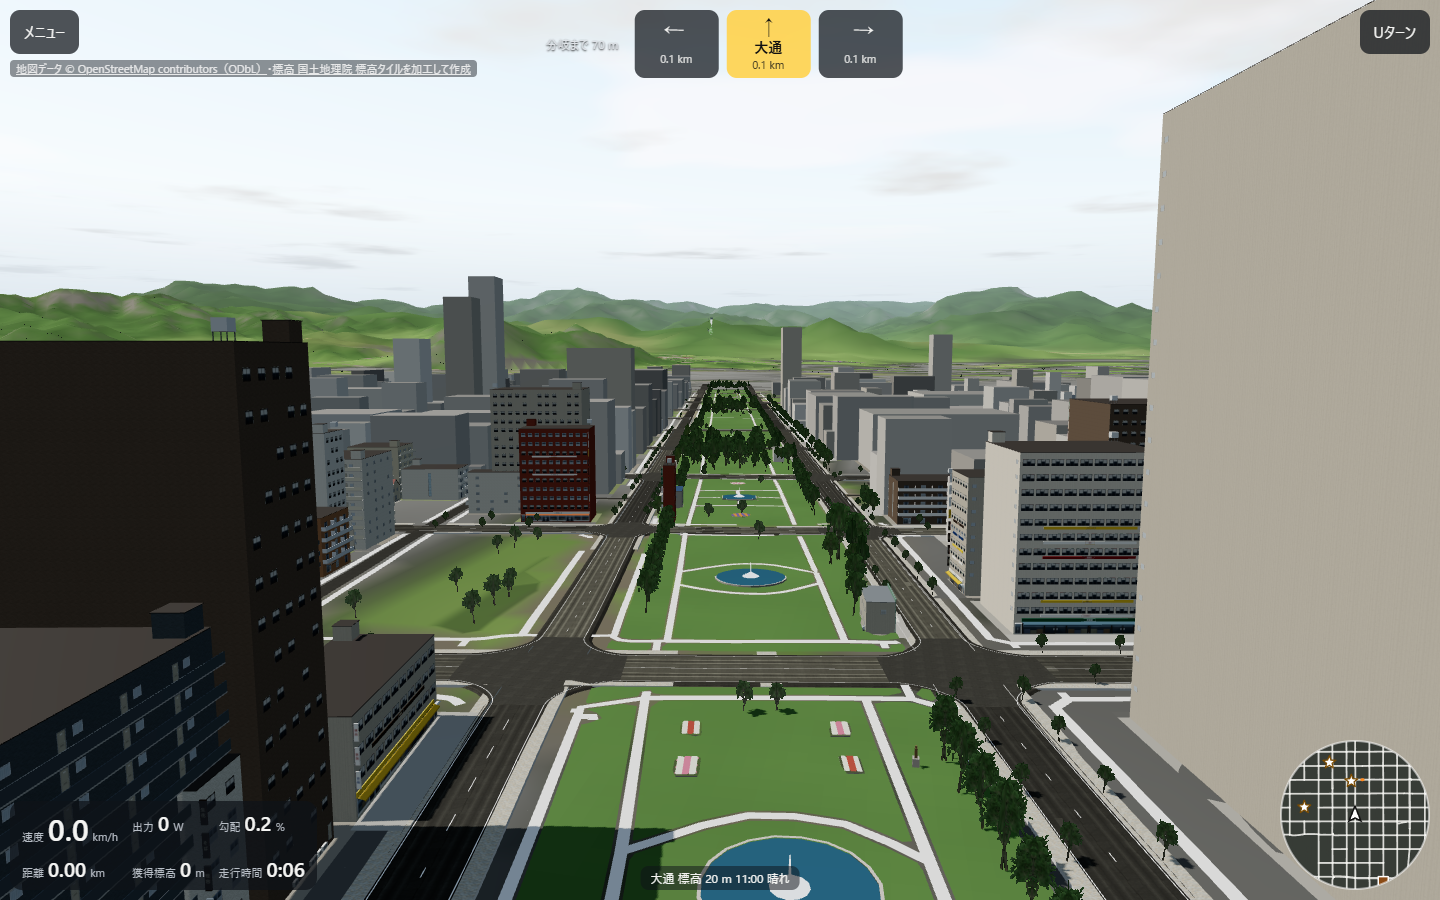 メニュー
地図データ © OpenStreetMap contributors（ODbL）・標高 国土地理院 標高タイルを加工して作成
分岐まで 70 m
←
0.1 km
↑
大通
0.1 km
→
0.1 km
Uターン
速度 0.0 km/h
出力 0 W
勾配 0.2 %
距離 0.00 km
獲得標高 0 m
走行時間 0:06
大通 標高 20 m 11:00 晴れ